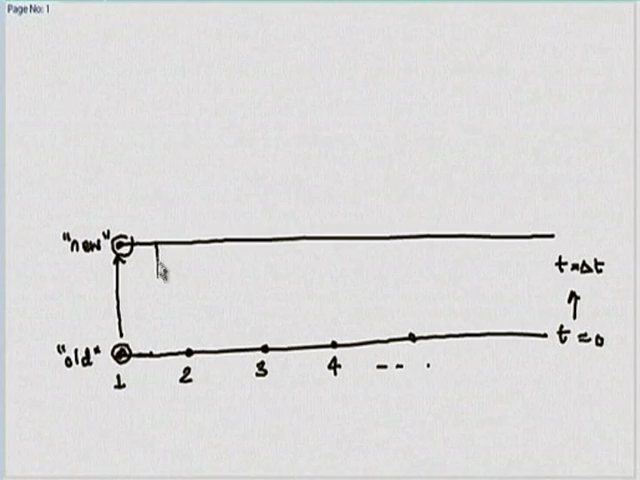 Page No: 1
"new"
t=Δt
"old"
t=0
1 2 3 4 -- .